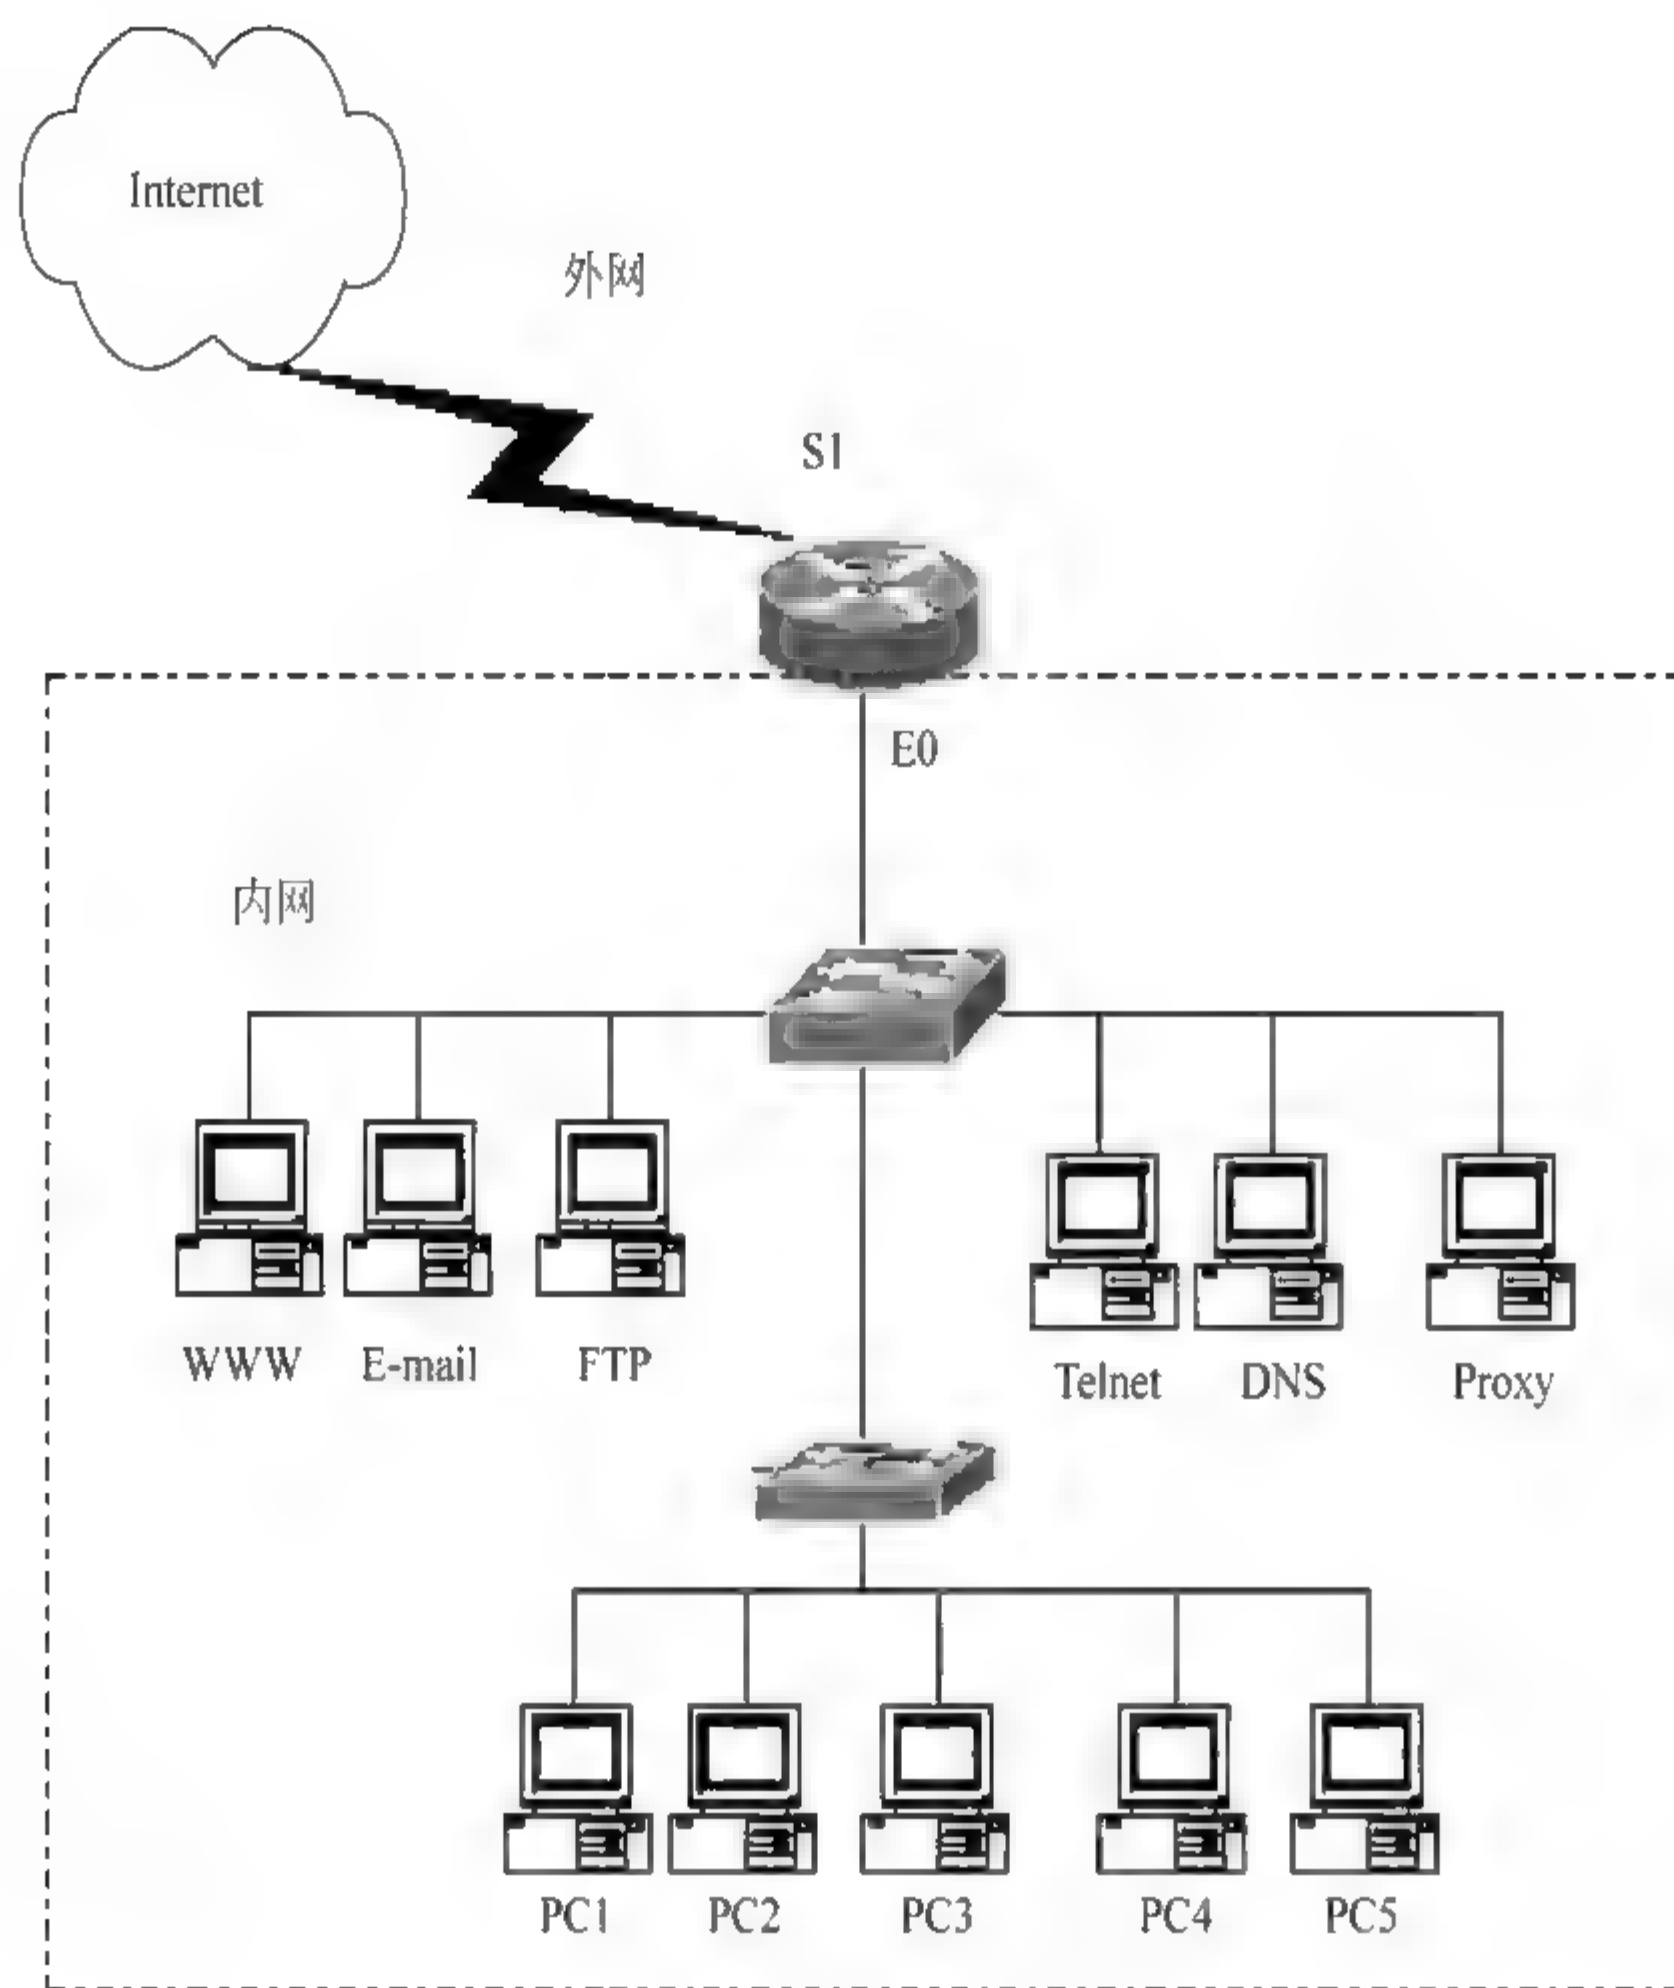 Internet
外网
S1
E0
内网
WWW E-mail FTP
Telnet DNS Proxy
PC1 PC2 PC3 PC4 PC5